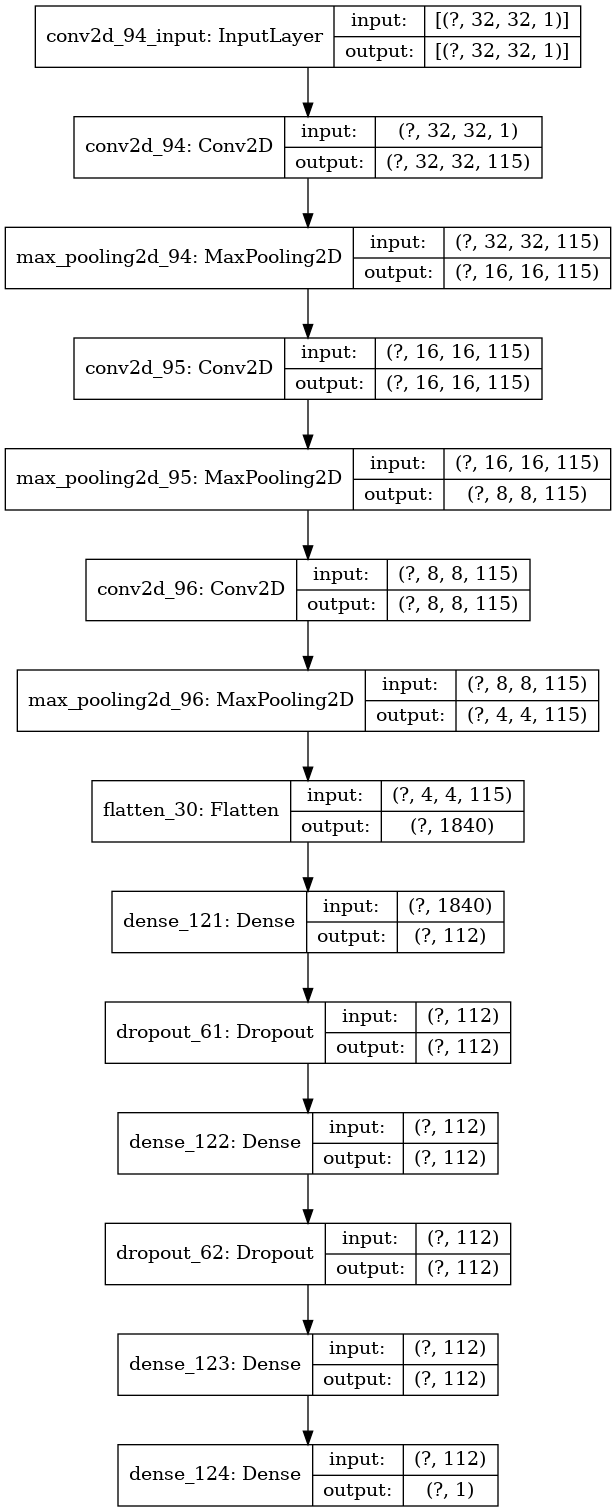 conv2d_94_input: InputLayer
input: [(?, 32, 32, 1)]
output: [(?, 32, 32, 1)]
conv2d_94: Conv2D
input: (?, 32, 32, 1)
output: (?, 32, 32, 115)
max_pooling2d_94: MaxPooling2D
input: (?, 32, 32, 115)
output: (?, 16, 16, 115)
conv2d_95: Conv2D
input: (?, 16, 16, 115)
output: (?, 16, 16, 115)
max_pooling2d_95: MaxPooling2D
input: (?, 16, 16, 115)
output: (?, 8, 8, 115)
conv2d_96: Conv2D
input: (?, 8, 8, 115)
output: (?, 8, 8, 115)
max_pooling2d_96: MaxPooling2D
input: (?, 8, 8, 115)
output: (?, 4, 4, 115)
flatten_30: Flatten
input: (?, 4, 4, 115)
output: (?, 1840)
dense_121: Dense
input: (?, 1840)
output: (?, 112)
dropout_61: Dropout
input: (?, 112)
output: (?, 112)
dense_122: Dense
input: (?, 112)
output: (?, 112)
dropout_62: Dropout
input: (?, 112)
output: (?, 112)
dense_123: Dense
input: (?, 112)
output: (?, 112)
dense_124: Dense
input: (?, 112)
output: (?, 1)